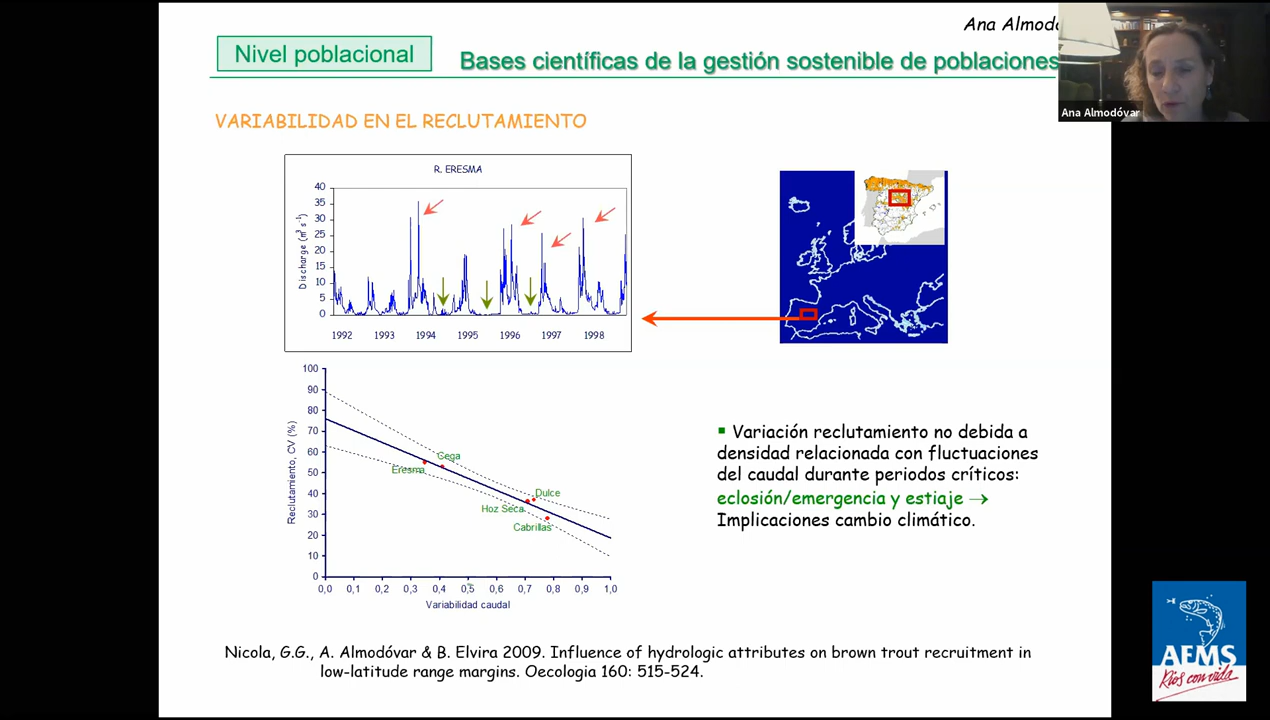 Ana Almodó
Nivel poblacional
Bases científicas de la gestión sostenible de poblaciones
Ana Almodóvar
VARIABILIDAD EN EL RECLUTAMIENTO
R. ERESMA
Discharge (m³ s⁻¹)
40
35
30
25
20
15
10
5
0
1992 1993 1994 1995 1996 1997 1998
Reclutamiento, CV (%)
100
90
80
70
60
50
40
30
20
10
0
Cega
Eresma
Dulce
Hoz Seca
Cabrillas
0,0 0,1 0,2 0,3 0,4 0,5 0,6 0,7 0,8 0,9 1,0
Variabilidad caudal
▪ Variación reclutamiento no debida a
densidad relacionada con fluctuaciones
del caudal durante periodos críticos:
eclosión/emergencia y estiaje →
Implicaciones cambio climático.
Nicola, G.G., A. Almodóvar & B. Elvira 2009. Influence of hydrologic attributes on brown trout recruitment in
low-latitude range margins. Oecologia 160: 515-524.
AEMS
Ríos con vida